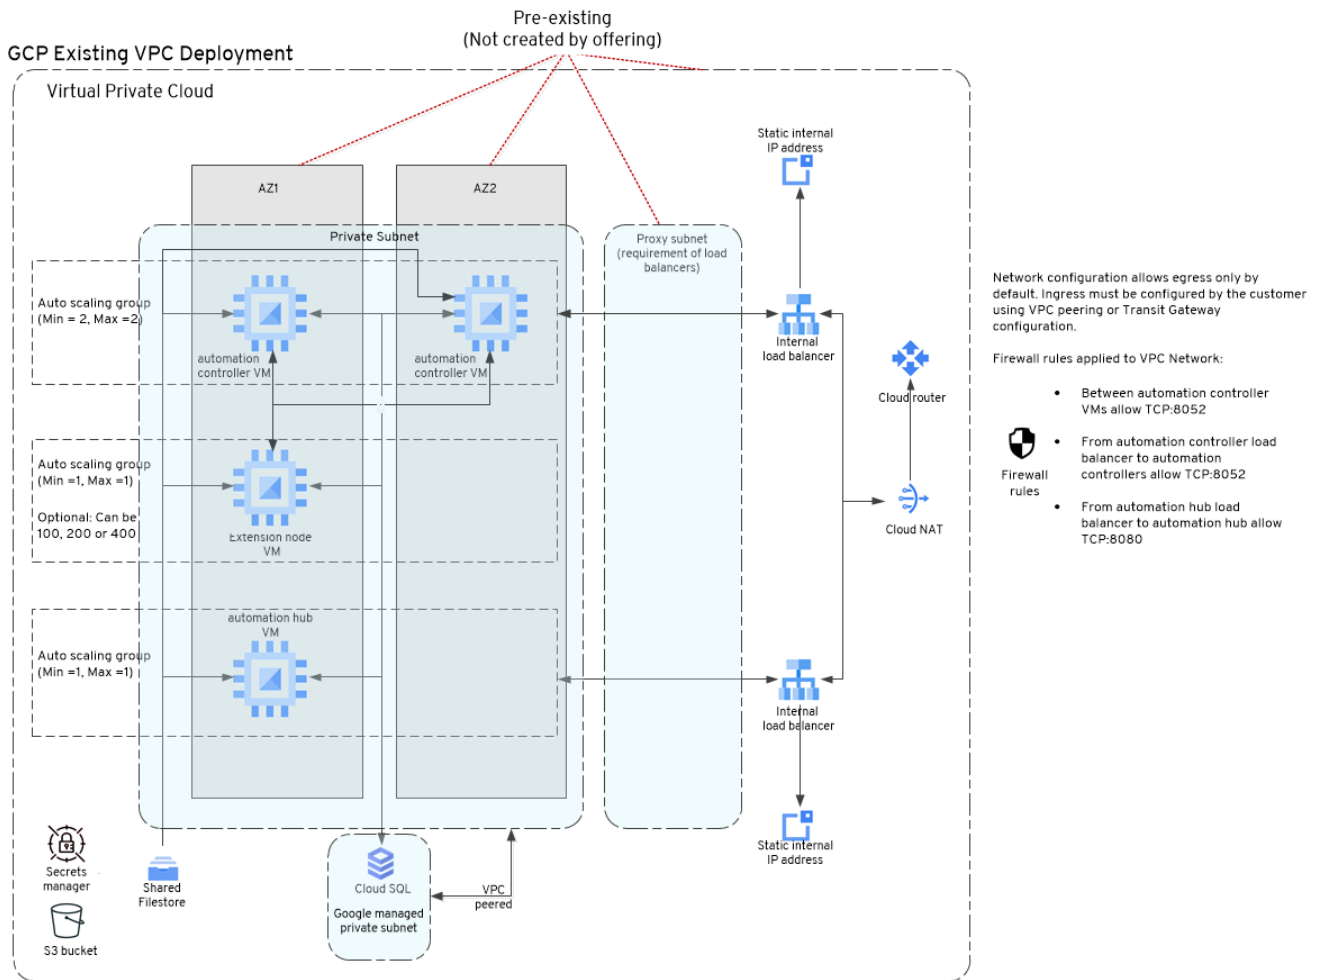 Pre-existing
(Not created by offering)
GCP Existing VPC Deployment
Virtual Private Cloud
Static internal
IP address
AZ1
AZ2
Private Subnet
Proxy subnet
(requirement of load
balancers)
Auto scaling group
(Min = 2, Max =2)
automation
controller VM
automation
controller VM
Internal
load balancer
Cloud router
Auto scaling group
(Min =1, Max =1)
Optional: Can be
100, 200 or 400
Extension node
VM
Cloud NAT
automation hub
VM
Auto scaling group
(Min =1, Max =1)
Internal
load balancer
Static internal
IP address
Secrets
manager
Shared
Filestore
S3 bucket
Cloud SQL
Google managed
private subnet
VPC
peered
Network configuration allows egress only by
default. Ingress must be configured by the customer
using VPC peering or Transit Gateway
configuration.
Firewall rules applied to VPC Network:
Firewall
rules
• Between automation controller
VMs allow TCP:8052
• From automation controller load
balancer to automation
controllers allow TCP:8052
• From automation hub load
balancer to automation hub allow
TCP:8080